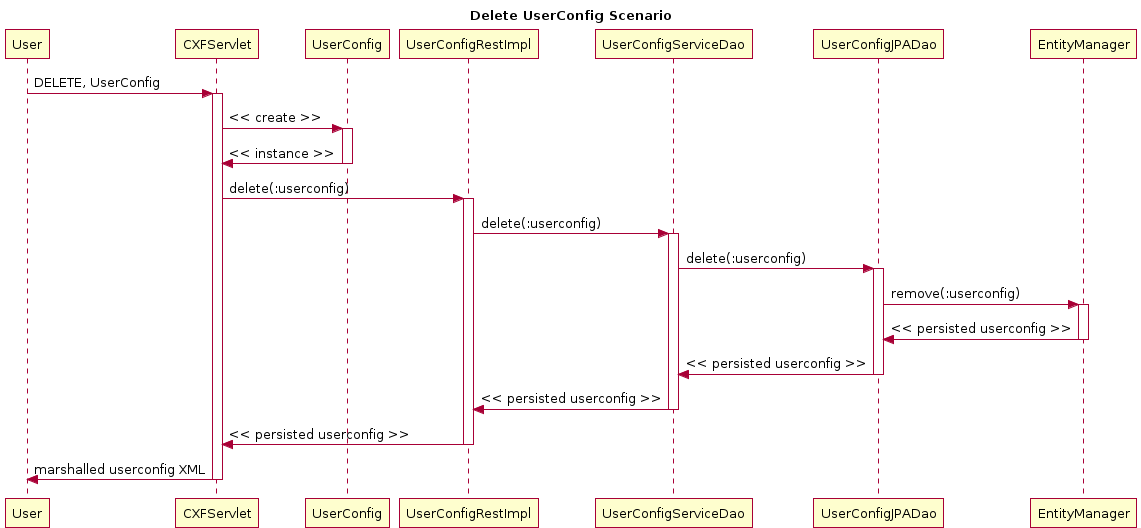 Delete UserConfig Scenario
User CXFServlet UserConfig UserConfigRestImpl UserConfigServiceDao UserConfigJPADao EntityManager
DELETE, UserConfig
<< create >>
<< instance >>
delete(:userconfig)
delete(:userconfig)
delete(:userconfig)
remove(:userconfig)
<< persisted userconfig >>
<< persisted userconfig >>
<< persisted userconfig >>
<< persisted userconfig >>
marshalled userconfig XML
User CXFServlet UserConfig UserConfigRestImpl UserConfigServiceDao UserConfigJPADao EntityManager